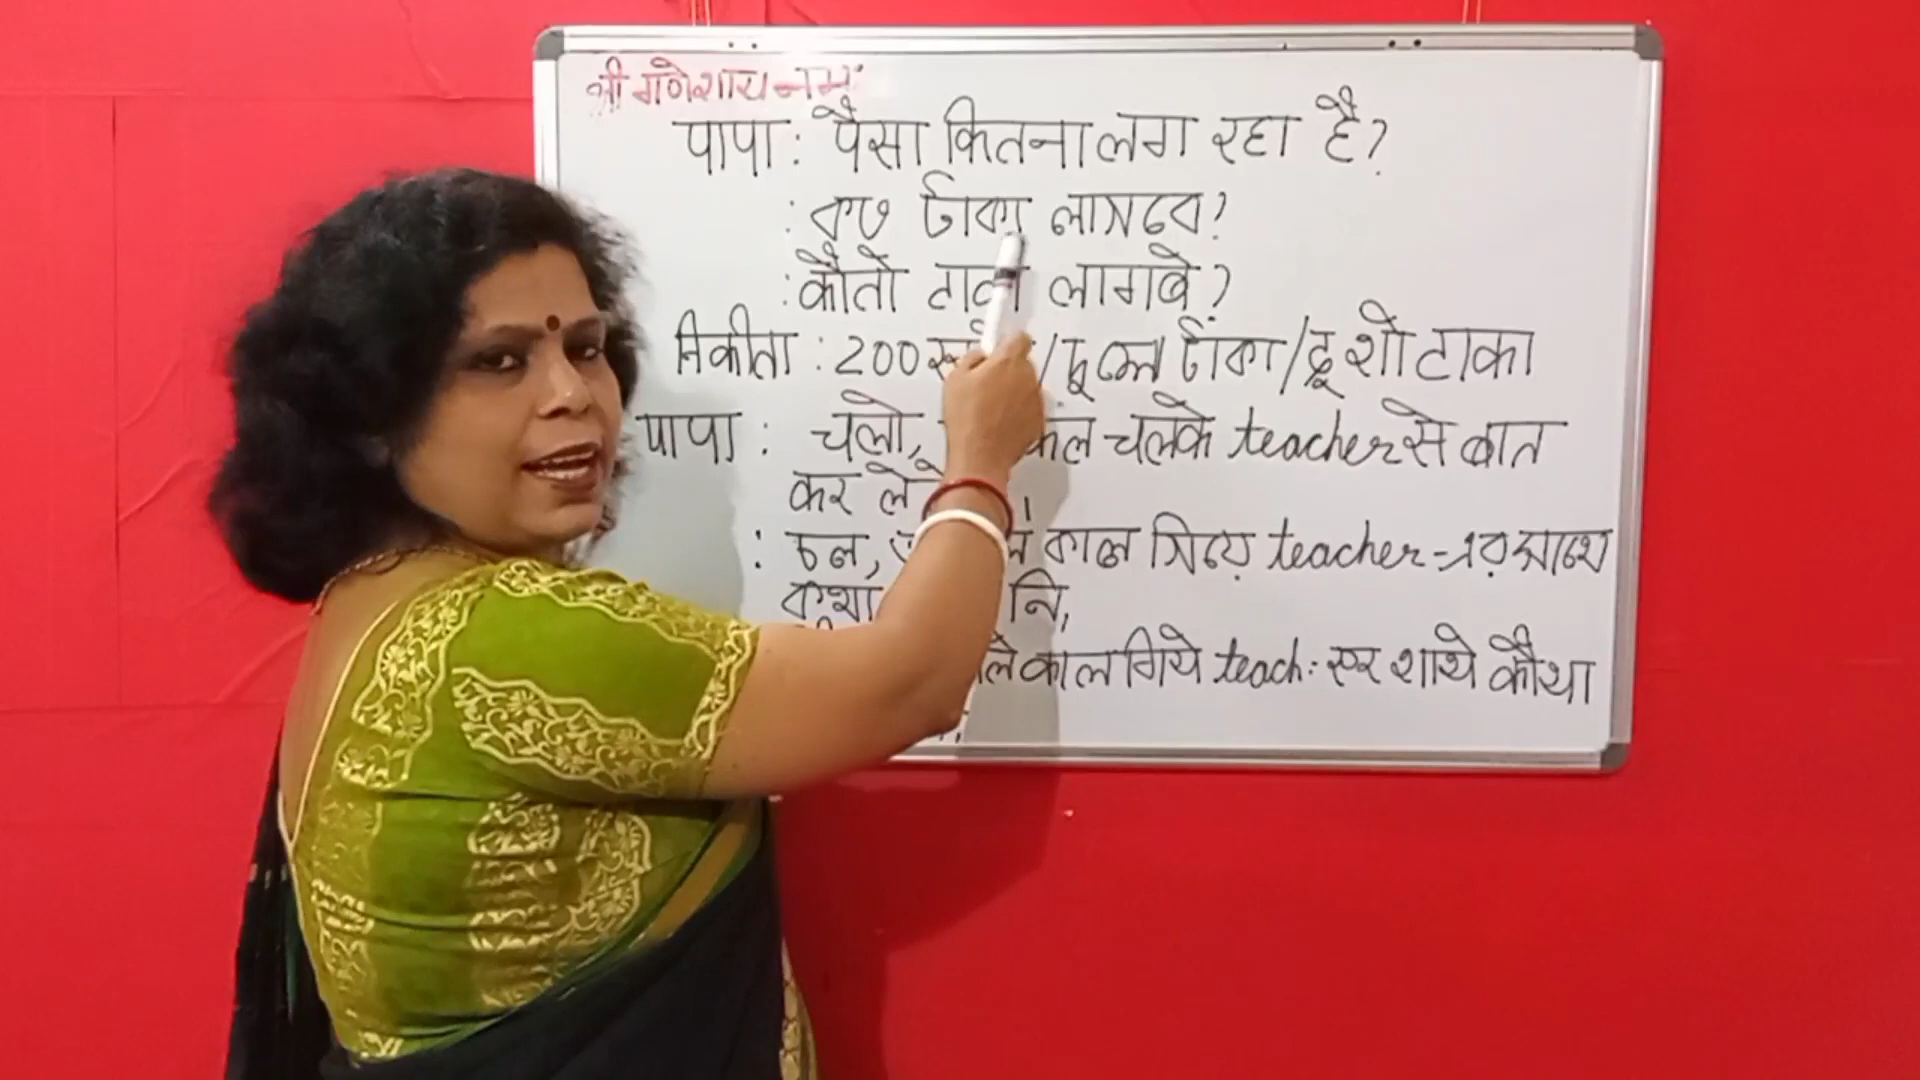 श्री गणेशाय नमः
पापा : पैसा कितना लग रहा है?
: কত টাকা লাগবে?
: कौतो टाका लागबे?
निकीता : 200 /দুশো টাকা/दू शो टाका
पापा : चलो, कल चलके teacher से बात
कर
: চল, কাল গিয়ে teacher-এর সাথে
কথা নি,
काल गिये teach: एर शाथे कौथा